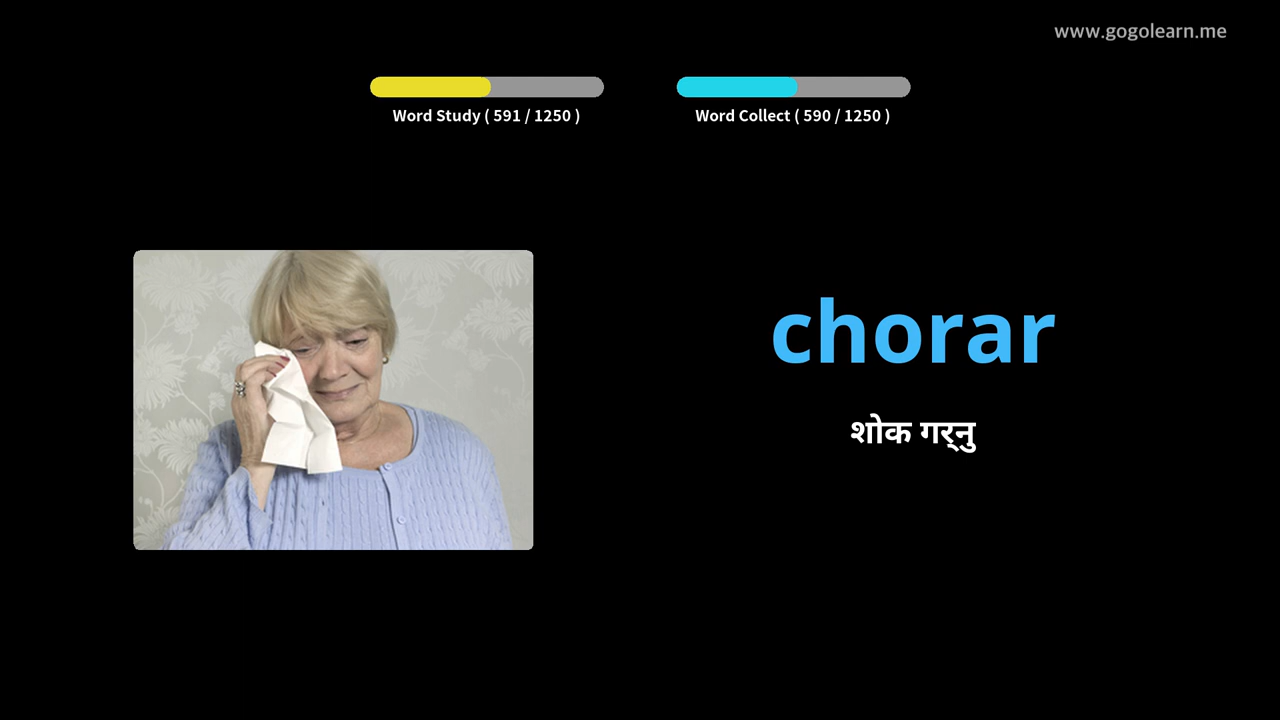 www.gogolearn.me
Word Study ( 591 / 1250 )
Word Collect ( 590 / 1250 )
chorar
शोक गर्‍नु